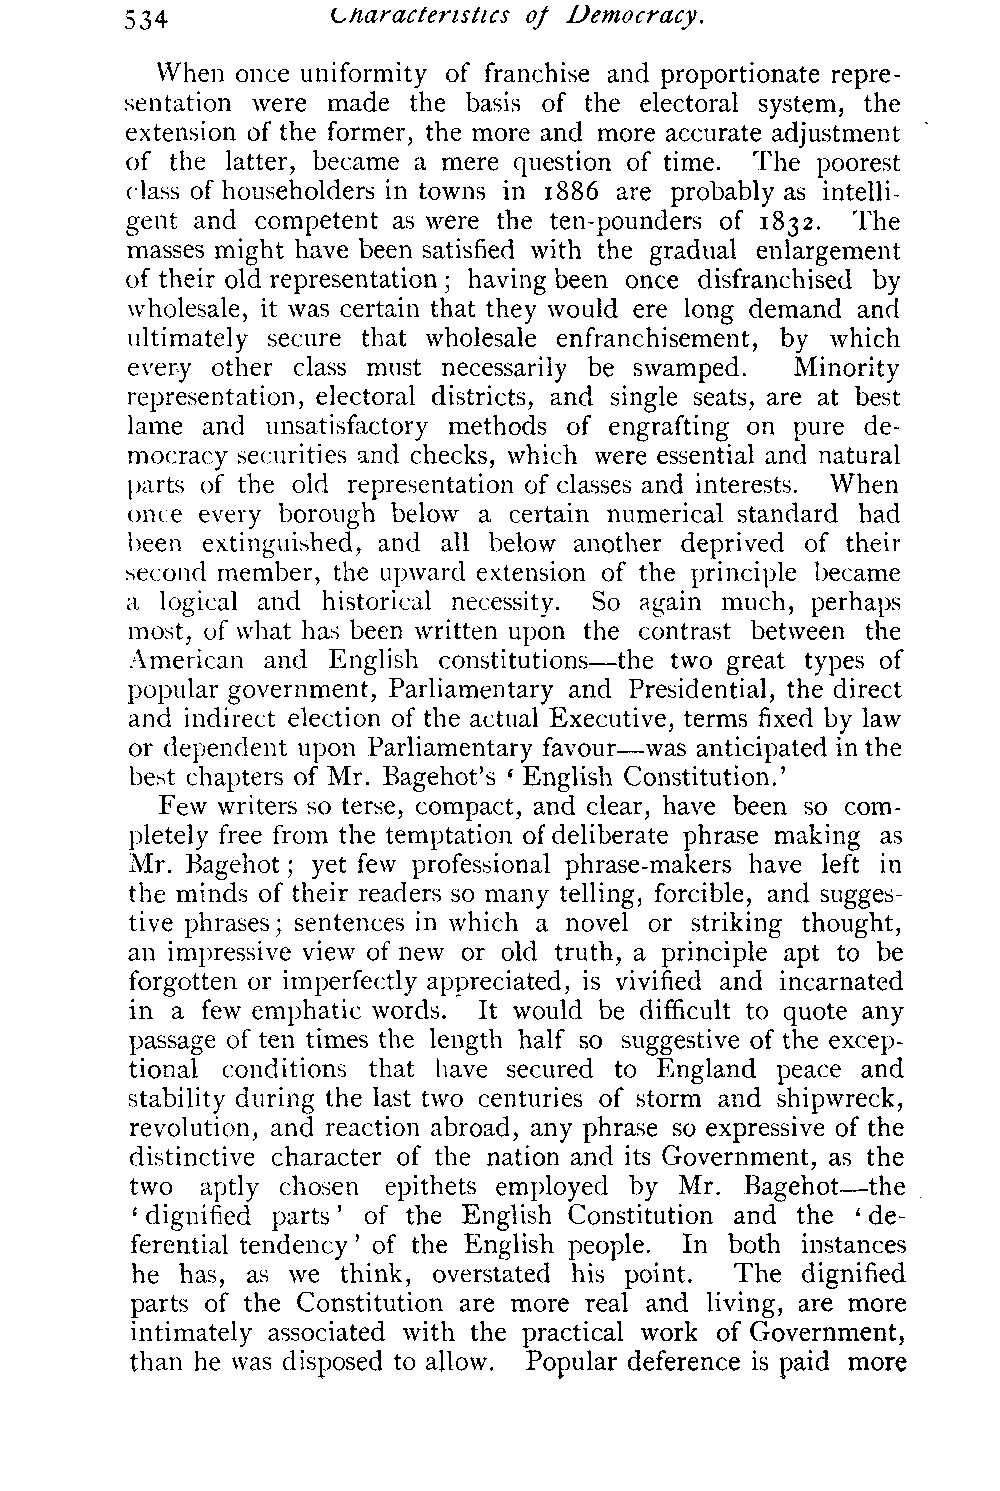 534 Characteristics of Democracy.
When once uniformity of franchise and proportionate repre-
sentation were made the basis of the electoral system, the
extension of the former, the more and more accurate adjustment
of the latter, became a mere question of time. The poorest
class of householders in towns in 1886 are probably as intelli-
gent and competent as were the ten-pounders of 1832. The
masses might have been satisfied with the gradual enlargement
of their old representation; having been once disfranchised by
wholesale, it was certain that they would ere long demand and
ultimately secure that wholesale enfranchisement, by which
every other class must necessarily be swamped. Minority
representation, electoral districts, and single seats, are at best
lame and unsatisfactory methods of engrafting on pure de-
mocracy securities and checks, which were essential and natural
parts of the old representation of classes and interests. When
once every borough below a certain numerical standard had
been extinguished, and all below another deprived of their
second member, the upward extension of the principle became
a logical and historical necessity. So again much, perhaps
most, of what has been written upon the contrast between the
American and English constitutions—the two great types of
popular government, Parliamentary and Presidential, the direct
and indirect election of the actual Executive, terms fixed by law
or dependent upon Parliamentary favour—was anticipated in the
best chapters of Mr. Bagehot's ‘English Constitution.’
Few writers so terse, compact, and clear, have been so com-
pletely free from the temptation of deliberate phrase making as
Mr. Bagehot; yet few professional phrase-makers have left in
the minds of their readers so many telling, forcible, and sugges-
tive phrases; sentences in which a novel or striking thought,
an impressive view of new or old truth, a principle apt to be
forgotten or imperfectly appreciated, is vivified and incarnated
in a few emphatic words. It would be difficult to quote any
passage of ten times the length half so suggestive of the excep-
tional conditions that have secured to England peace and
stability during the last two centuries of storm and shipwreck,
revolution, and reaction abroad, any phrase so expressive of the
distinctive character of the nation and its Government, as the
two aptly chosen epithets employed by Mr. Bagehot—the
‘dignified parts’ of the English Constitution and the ‘de-
ferential tendency’ of the English people. In both instances
he has, as we think, overstated his point. The dignified
parts of the Constitution are more real and living, are more
intimately associated with the practical work of Government,
than he was disposed to allow. Popular deference is paid more